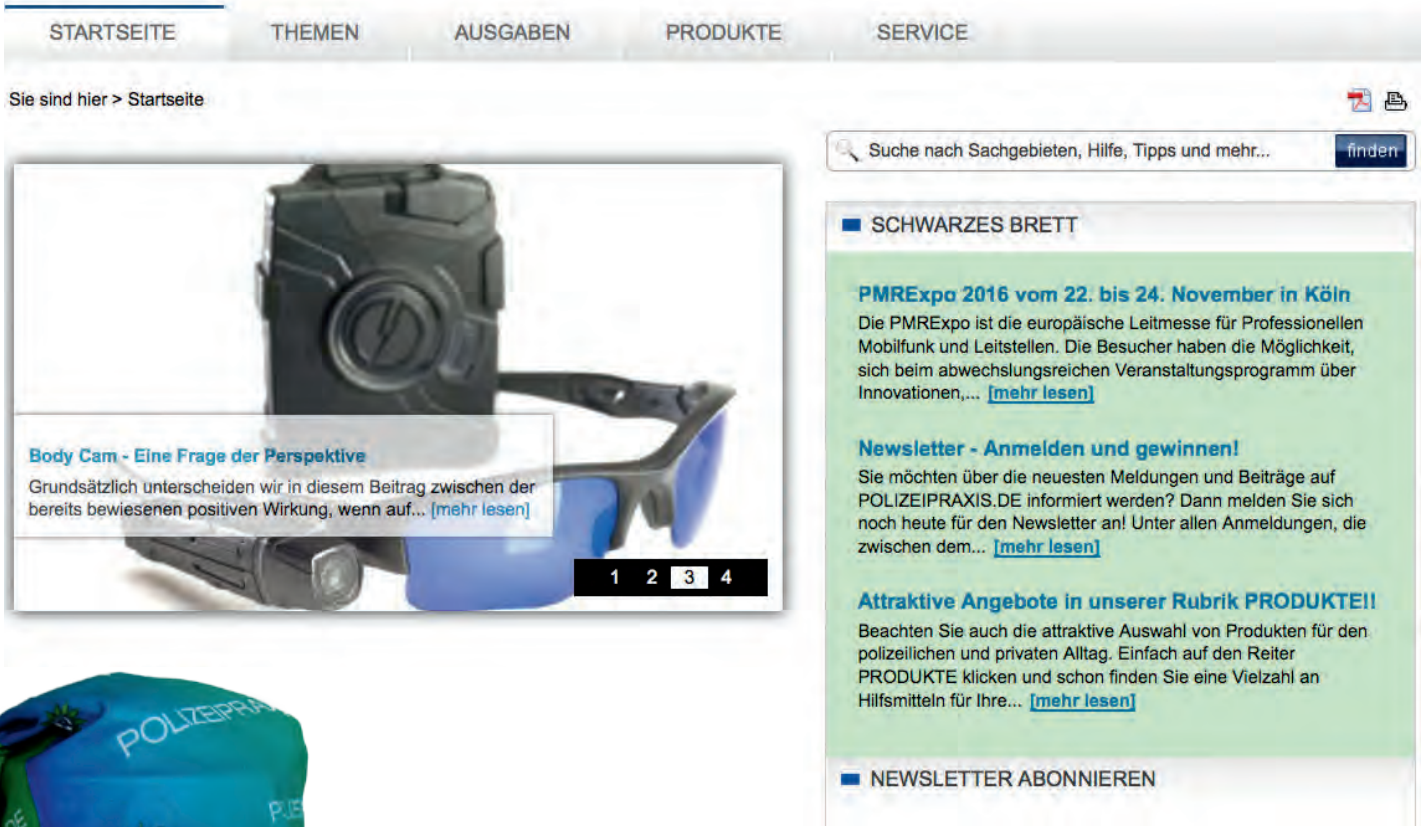 STARTSEITE THEMEN AUSGABEN PRODUKTE SERVICE
Sie sind hier > Startseite
Suche nach Sachgebieten, Hilfe, Tipps und mehr... finden
Body Cam - Eine Frage der Perspektive
Grundsätzlich unterscheiden wir in diesem Beitrag zwischen der
bereits bewiesenen positiven Wirkung, wenn auf... [mehr lesen]
1 2 3 4
POLIZEIPRAXIS
SCHWARZES BRETT
PMRExpo 2016 vom 22. bis 24. November in Köln
Die PMRExpo ist die europäische Leitmesse für Professionellen
Mobilfunk und Leitstellen. Die Besucher haben die Möglichkeit,
sich beim abwechslungsreichen Veranstaltungsprogramm über
Innovationen,... [mehr lesen]
Newsletter - Anmelden und gewinnen!
Sie möchten über die neuesten Meldungen und Beiträge auf
POLIZEIPRAXIS.DE informiert werden? Dann melden Sie sich
noch heute für den Newsletter an! Unter allen Anmeldungen, die
zwischen dem... [mehr lesen]
Attraktive Angebote in unserer Rubrik PRODUKTE!!
Beachten Sie auch die attraktive Auswahl von Produkten für den
polizeilichen und privaten Alltag. Einfach auf den Reiter
PRODUKTE klicken und schon finden Sie eine Vielzahl an
Hilfsmitteln für Ihre... [mehr lesen]
NEWSLETTER ABONNIEREN